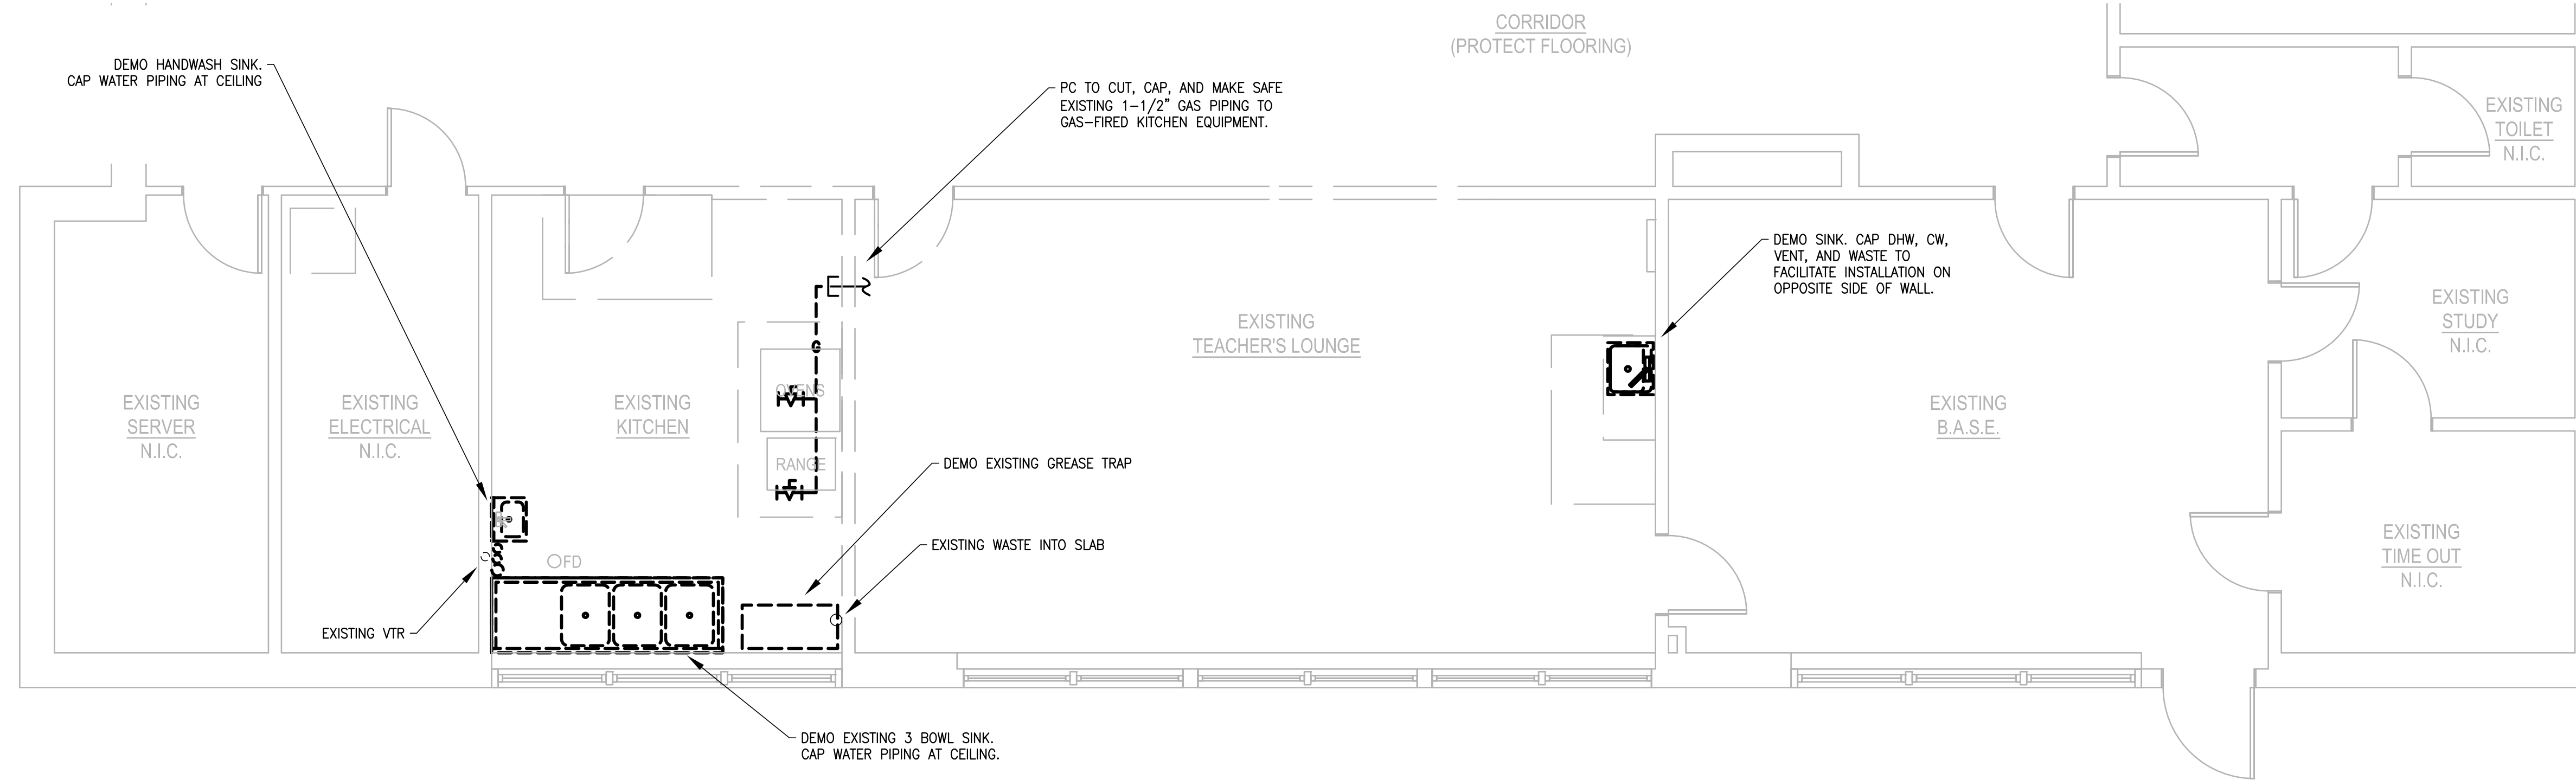 CORRIDOR
(PROTECT FLOORING)
DEMO HANDWASH SINK.
CAP WATER PIPING AT CEILING
PC TO CUT, CAP, AND MAKE SAFE
EXISTING 1-1/2" GAS PIPING TO
GAS-FIRED KITCHEN EQUIPMENT.
EXISTING
TOILET
N.I.C.
DEMO SINK. CAP DHW, CW,
VENT, AND WASTE TO
FACILITATE INSTALLATION ON
OPPOSITE SIDE OF WALL.
EXISTING
STUDY
N.I.C.
EXISTING
TEACHER'S LOUNGE
G
OVENS
EXISTING
SERVER
N.I.C.
EXISTING
ELECTRICAL
N.I.C.
EXISTING
KITCHEN
EXISTING
B.A.S.E.
RANGE
DEMO EXISTING GREASE TRAP
EXISTING WASTE INTO SLAB
FD
EXISTING
TIME OUT
N.I.C.
EXISTING VTR
DEMO EXISTING 3 BOWL SINK.
CAP WATER PIPING AT CEILING.